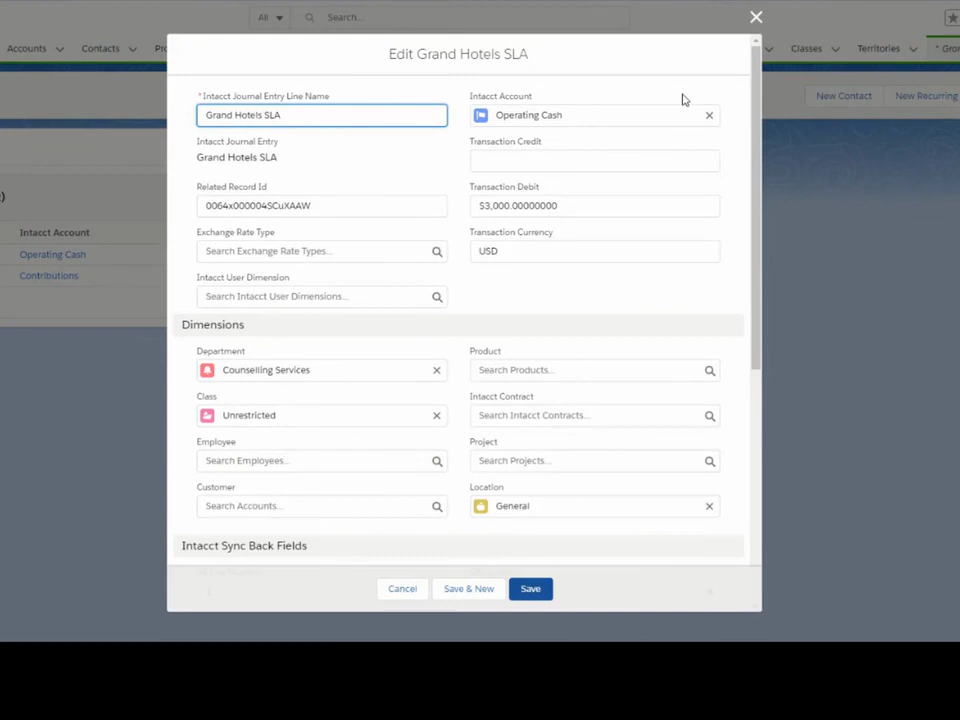 All
Search...
Accounts
Contacts
Pro
Classes
Territories
* Gro
New Contact
New Recurring
Intacct Account
Operating Cash
Contributions
Edit Grand Hotels SLA
* Intacct Journal Entry Line Name
Grand Hotels SLA
Intacct Account
Operating Cash
Intacct Journal Entry
Grand Hotels SLA
Transaction Credit
Related Record Id
0064x000004SCuXAAW
Transaction Debit
$3,000.00000000
Exchange Rate Type
Search Exchange Rate Types...
Transaction Currency
USD
Intacct User Dimension
Search Intacct User Dimensions...
Dimensions
Department
Counselling Services
Product
Search Products...
Class
Unrestricted
Intacct Contract
Search Intacct Contracts...
Employee
Search Employees...
Project
Search Projects...
Customer
Search Accounts...
Location
General
Intacct Sync Back Fields
Cancel
Save & New
Save